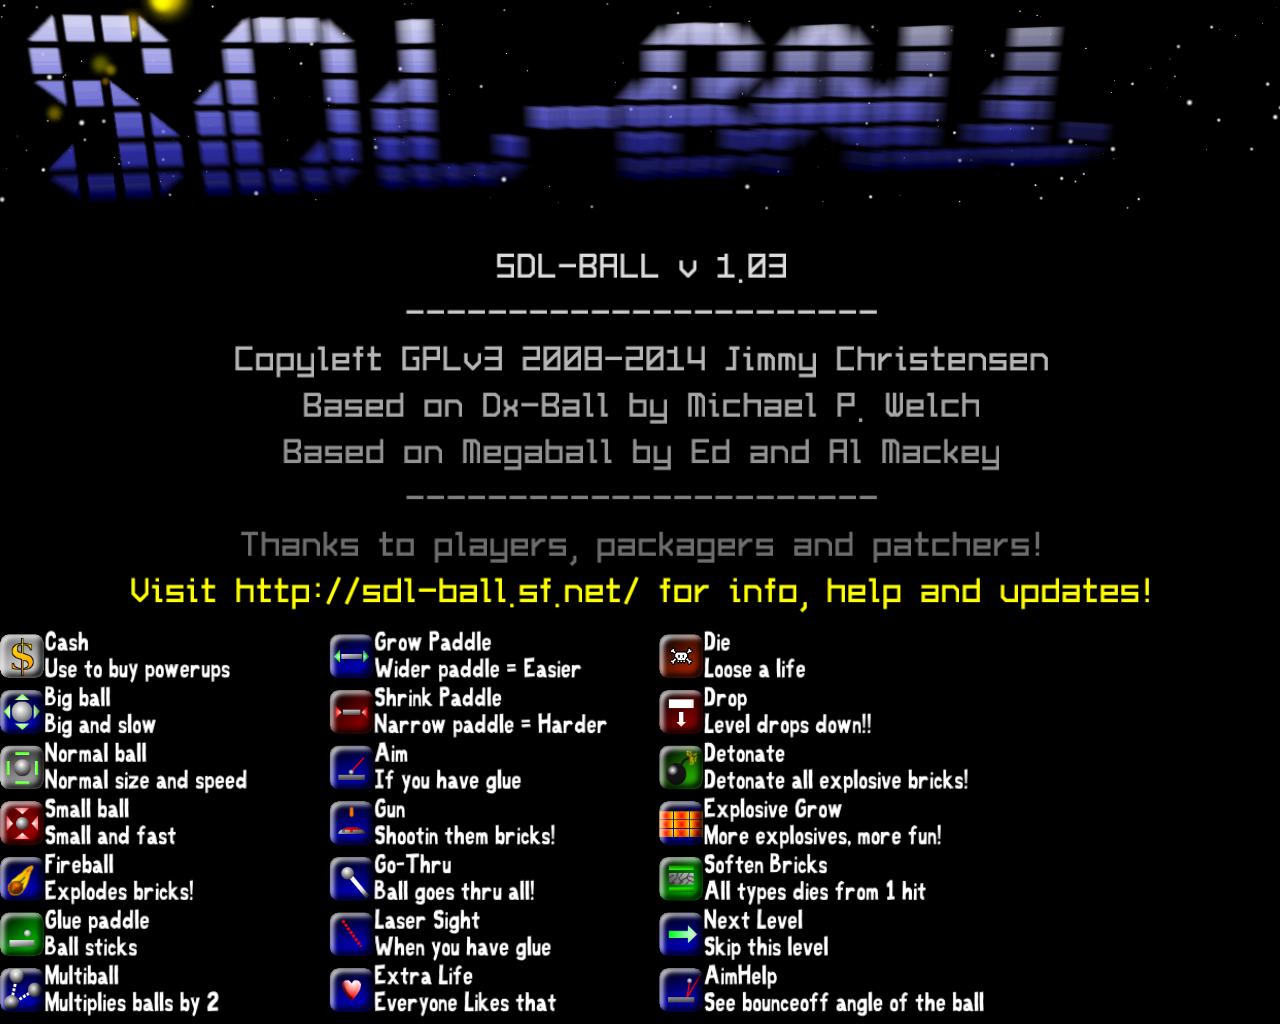 SDL-BALL
SDL-BALL v 1.03
-----------------------
Copyleft GPLv3 2008-2014 Jimmy Christensen
Based on Dx-Ball by Michael P. Welch
Based on Megaball by Ed and Al Mackey
-----------------------
Thanks to players, packagers and patchers!
Visit http://sdl-ball.sf.net/ for info, help and updates!
Cash
Use to buy powerups
Big ball
Big and slow
Normal ball
Normal size and speed
Small ball
Small and fast
Fireball
Explodes bricks!
Glue paddle
Ball sticks
Multiball
Multiplies balls by 2
Grow Paddle
Wider paddle = Easier
Shrink Paddle
Narrow paddle = Harder
Aim
If you have glue
Gun
Shootin them bricks!
Go-Thru
Ball goes thru all!
Laser Sight
When you have glue
Extra Life
Everyone Likes that
Die
Loose a life
Drop
Level drops down!!
Detonate
Detonate all explosive bricks!
Explosive Grow
More explosives, more fun!
Soften Bricks
All types dies from 1 hit
Next Level
Skip this level
AimHelp
See bounceoff angle of the ball